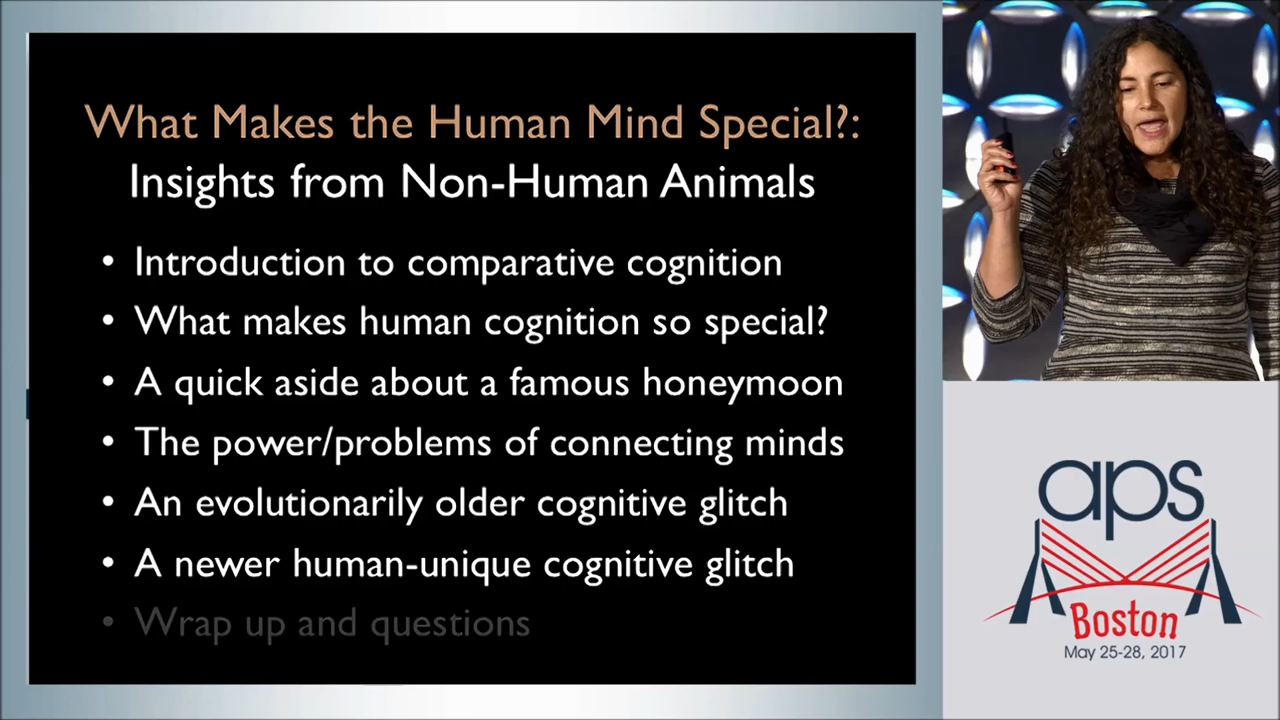 What Makes the Human Mind Special?:
Insights from Non-Human Animals
• Introduction to comparative cognition
• What makes human cognition so special?
• A quick aside about a famous honeymoon
• The power/problems of connecting minds
• An evolutionarily older cognitive glitch
• A newer human-unique cognitive glitch
• Wrap up and questions
aps
Boston
May 25-28, 2017